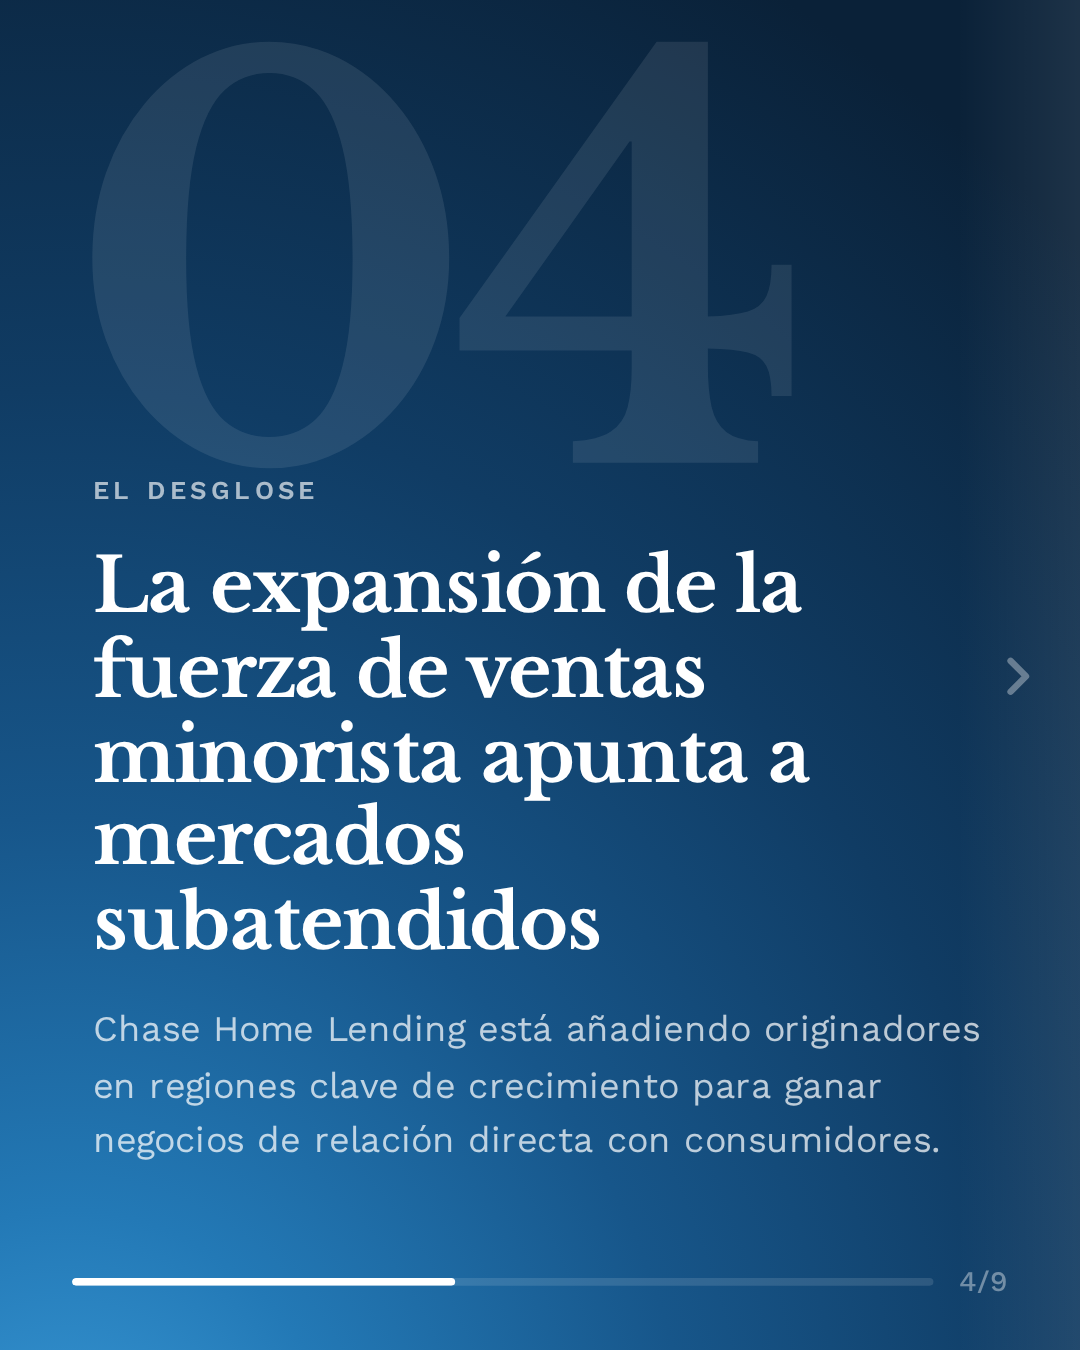 04
EL DESGLOSE
La expansión de la
fuerza de ventas
minorista apunta a
mercados
subatendidos
Chase Home Lending está añadiendo originadores
en regiones clave de crecimiento para ganar
negocios de relación directa con consumidores.
4/9